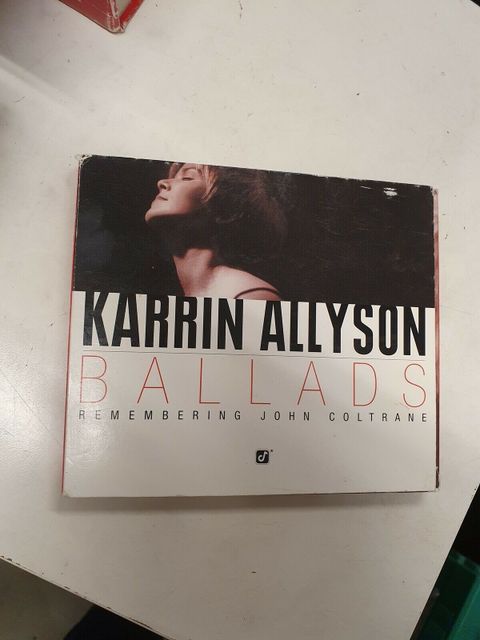 KARRIN ALLYSON
BALLADS
REMEMBERING JOHN COLTRANE